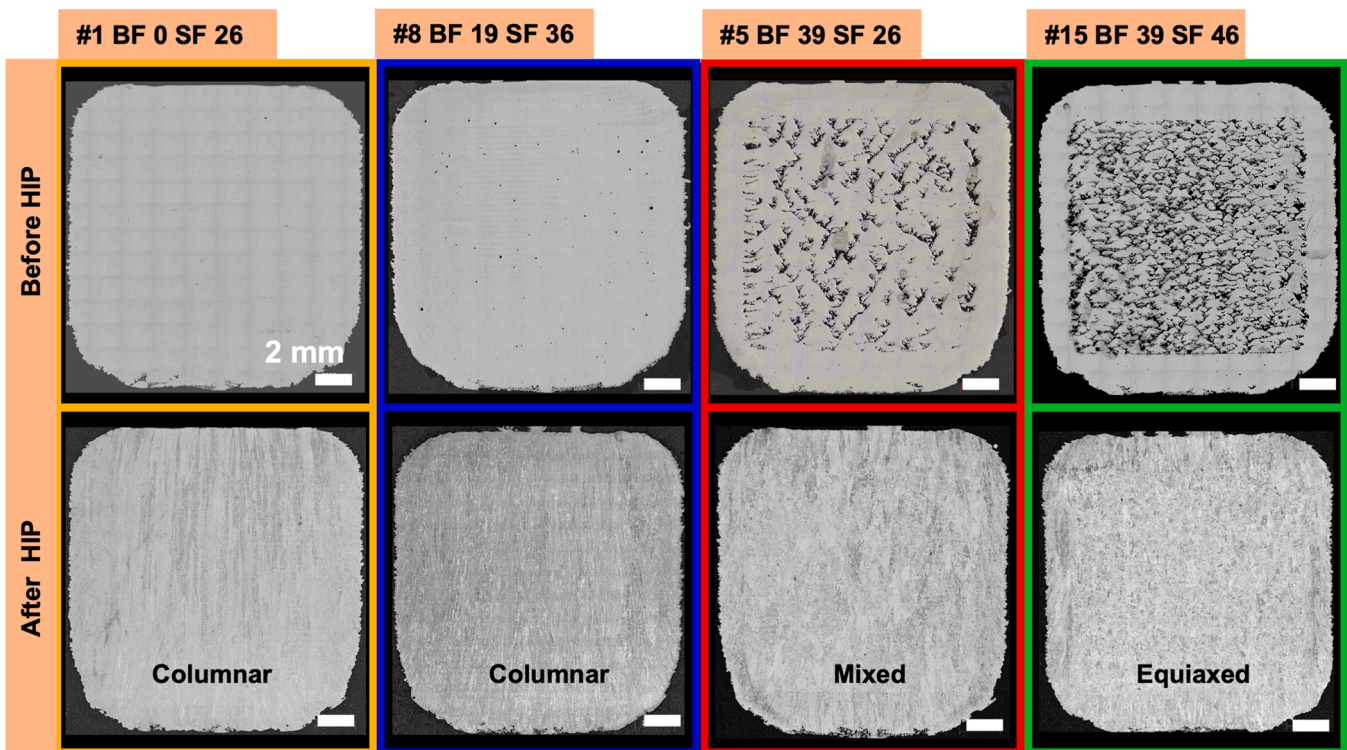 #1 BF 0 SF 26
#8 BF 19 SF 36
#5 BF 39 SF 26
#15 BF 39 SF 46
Before HIP
2 mm
After HIP
Columnar
Columnar
Mixed
Equiaxed